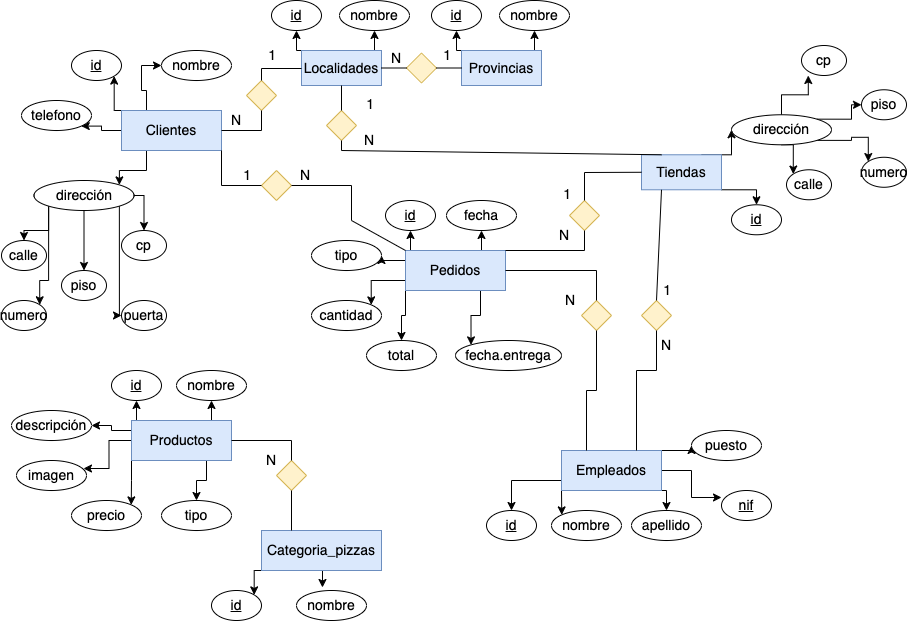 id
nombre
id
nombre
1
N
1
Localidades
Provincias
id
nombre
telefono
Clientes
N
1
N
cp
piso
dirección
numero
calle
Tiendas
id
1
N
dirección
calle
cp
piso
numero
puerta
1
N
id
fecha
tipo
Pedidos
cantidad
total
fecha.entrega
N
1
N
id
nombre
descripción
Productos
imagen
precio
tipo
N
Categoria_pizzas
id
nombre
puesto
Empleados
nif
id
nombre
apellido